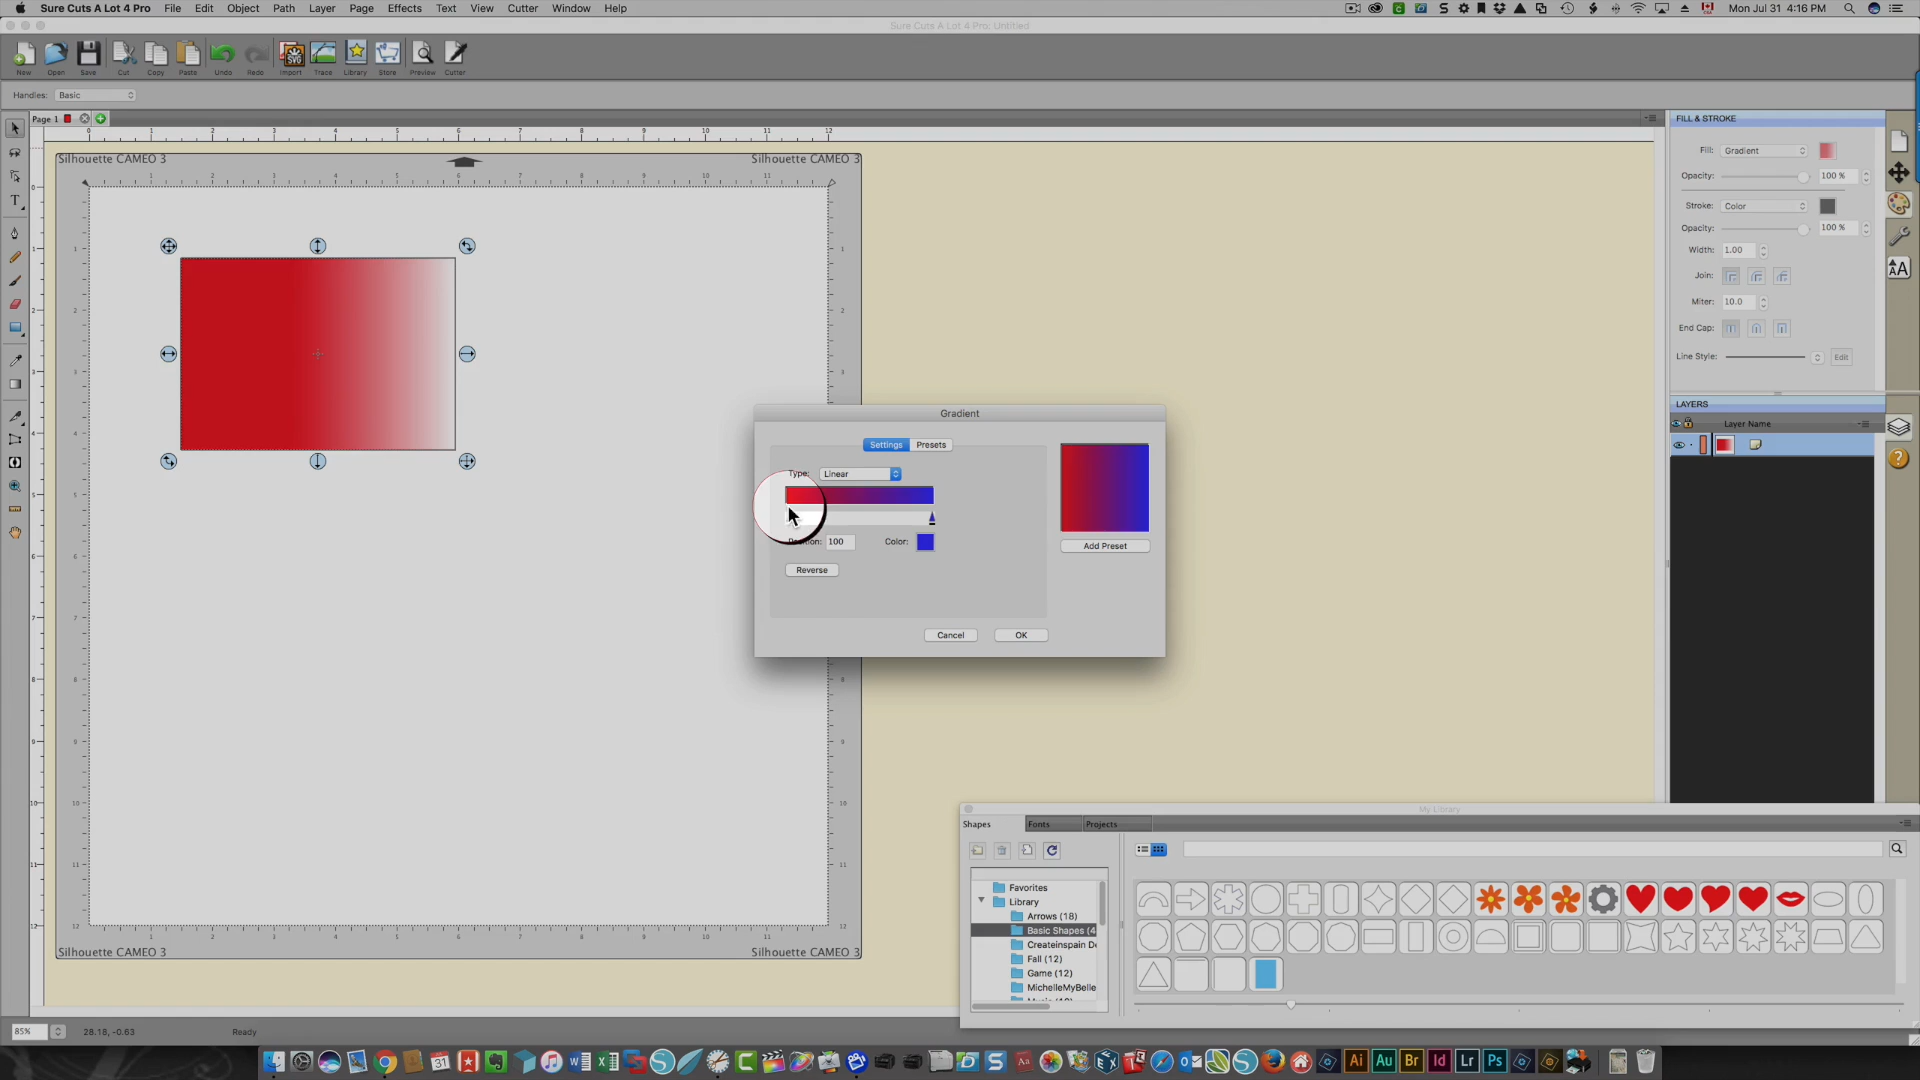 Sure Cuts A Lot 4 Pro File Edit Object Path Layer Page Effects Text View Cutter Window Help Mon Jul 31 4:16 PM
Sure Cuts A Lot 4 Pro: Untitled
New Open Save Cut Copy Paste Undo Redo Import Trace Library Store Preview Cutter
Handles: Basic
Page 1
Silhouette CAMEO 3 Silhouette CAMEO 3
FILL & STROKE
Fill: Gradient
Opacity: 100 %
Stroke: Color
Opacity: 100 %
Width: 1.00
Join:
Miter: 10.0
End Cap:
Line Style: Edit
LAYERS
Layer Name
Gradient
Settings Presets
Type: Linear
Position: 100 Color:
Add Preset
Reverse
Cancel OK
My Library
Shapes Fonts Projects
Favorites
Library
Arrows (18)
Basic Shapes (4
Createinspain De
Fall (12)
Game (12)
MichelleMyBelle
Silhouette CAMEO 3 Silhouette CAMEO 3
85% 28.18, -0.63 Ready